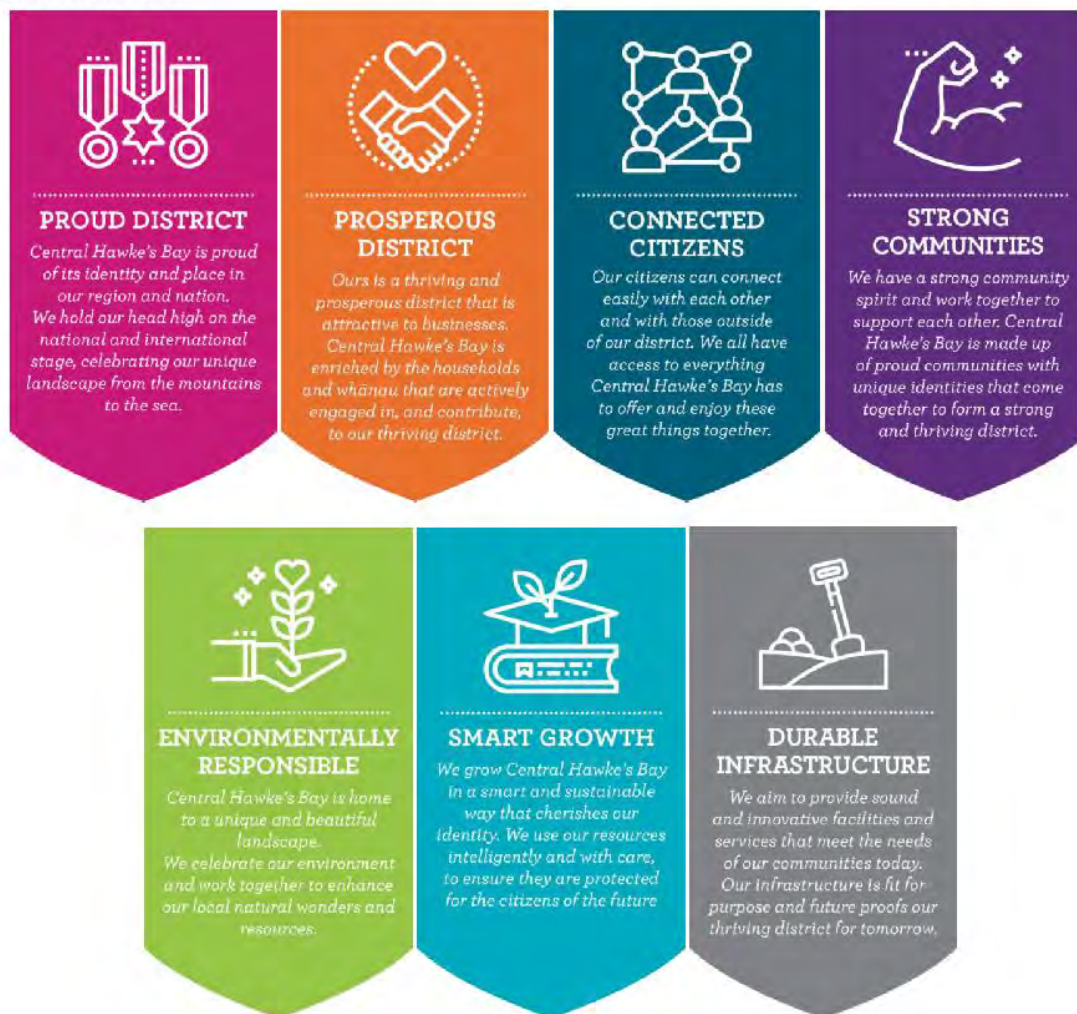 PROUD DISTRICT
Central Hawke's Bay is proud
of its identity and place in
our region and nation.
We hold our head high on the
national and international
stage, celebrating our unique
landscape from the mountains
to the sea.
PROSPEROUS
DISTRICT
Ours is a thriving and
prosperous district that is
attractive to businesses.
Central Hawke's Bay is
enriched by the households
and whānau that are actively
engaged in, and contribute,
to our thriving district.
CONNECTED
CITIZENS
Our citizens can connect
easily with each other
and with those outside
of our district. We all have
access to everything
Central Hawke's Bay has
to offer and enjoy these
great things together.
STRONG
COMMUNITIES
We have a strong community
spirit and work together to
support each other. Central
Hawke's Bay is made up
of proud communities with
unique identities that come
together to form a strong
and thriving district.
ENVIRONMENTALLY
RESPONSIBLE
Central Hawke's Bay is home
to a unique and beautiful
landscape.
We celebrate our environment
and work together to enhance
our local natural wonders and
resources.
SMART GROWTH
We grow Central Hawke's Bay
in a smart and sustainable
way that cherishes our
identity. We use our resources
intelligently and with care,
to ensure they are protected
for the citizens of the future
DURABLE
INFRASTRUCTURE
We aim to provide sound
and innovative facilities and
services that meet the needs
of our communities today.
Our infrastructure is fit for
purpose and future proofs our
thriving district for tomorrow.